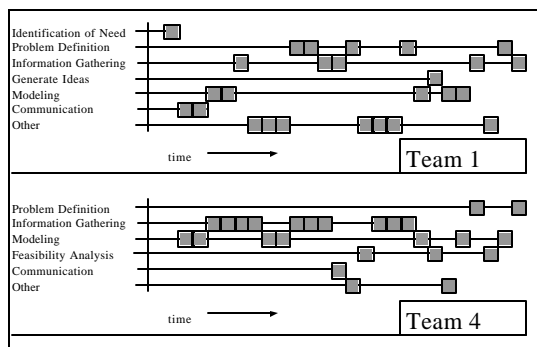 Identification of Need
Problem Definition
Information Gathering
Generate Ideas
Modeling
Communication
Other
time
Team 1
Problem Definition
Information Gathering
Modeling
Feasibility Analysis
Communication
Other
time
Team 4